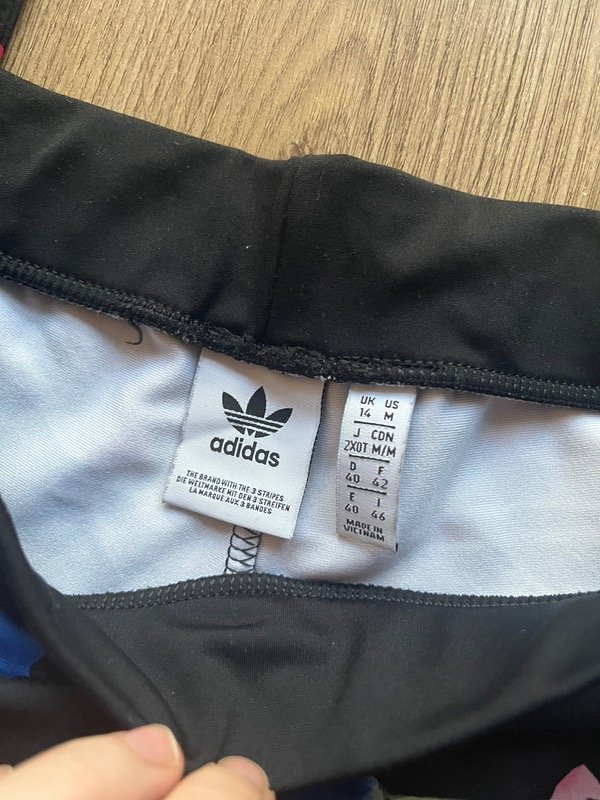 adidas
THE BRAND WITH THE 3 STRIPES
DIE WELTMARKE MIT DEN 3 STREIFEN
LA MARQUE AUX 3 BANDES
UK US
14 M
J CDN
2XOT M/M
D F
40 42
E I
40 46
MADE IN
VIETNAM